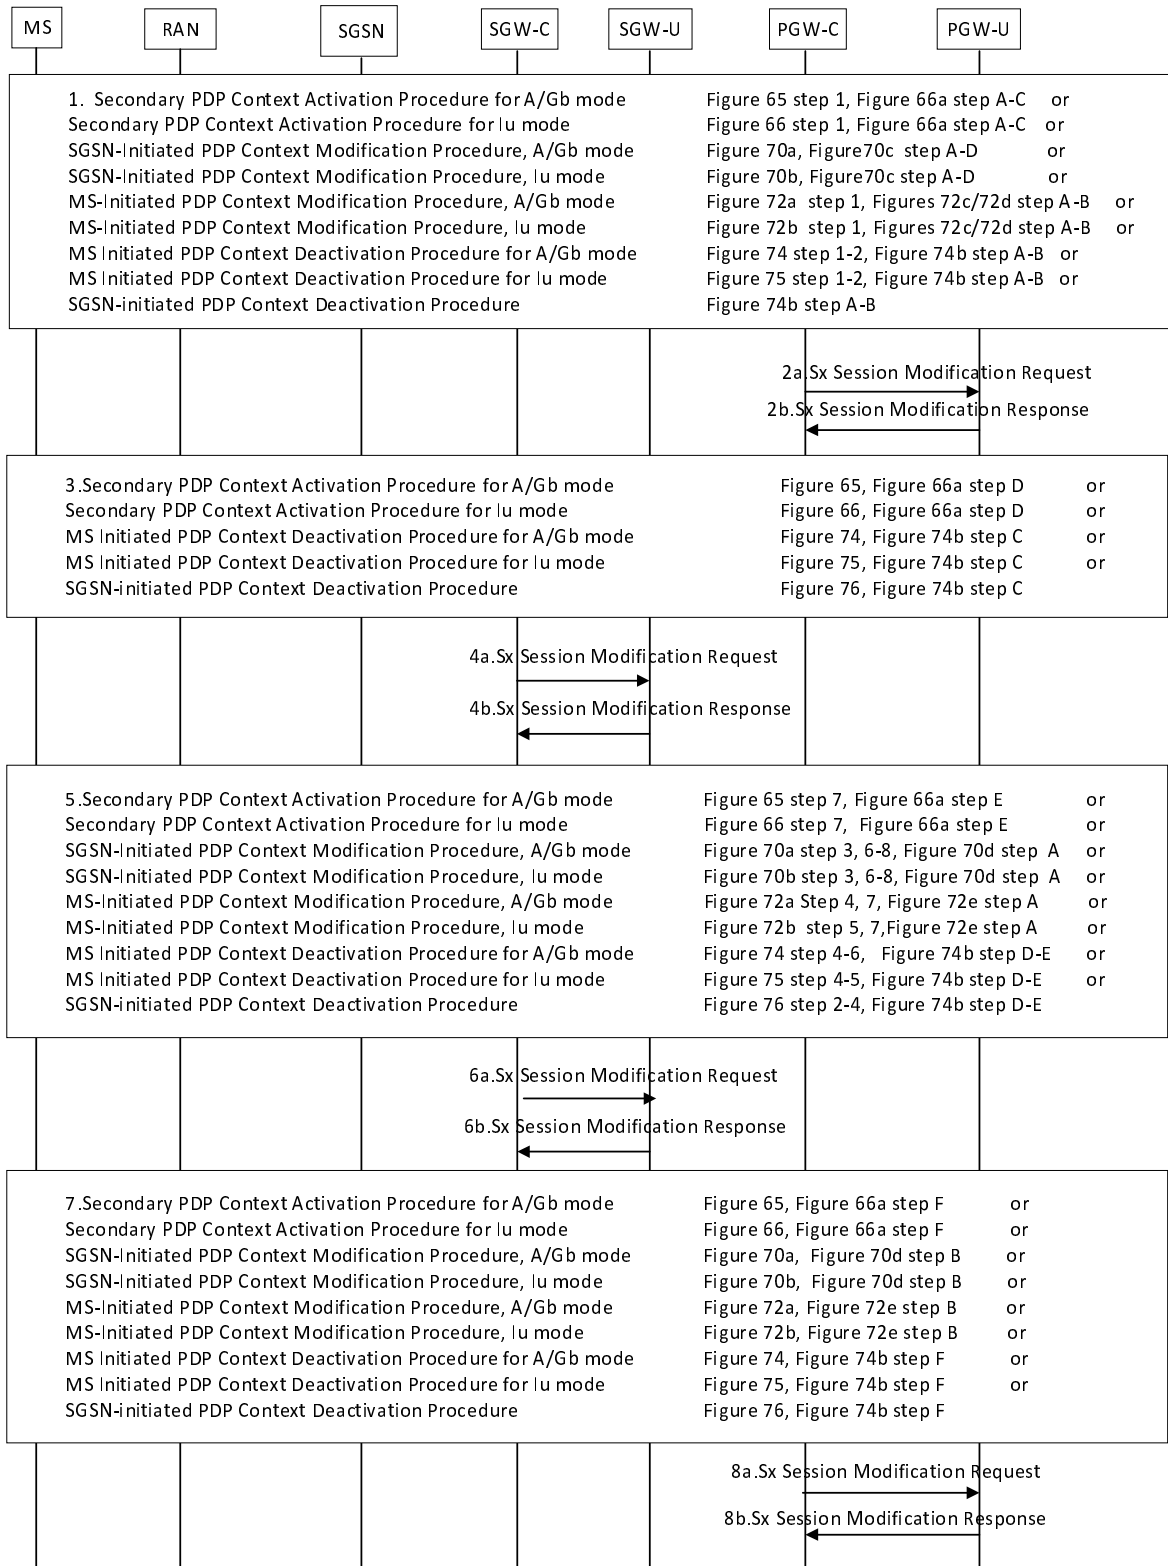 MS RAN SGSN SGW-C SGW-U PGW-C PGW-U
1. Secondary PDP Context Activation Procedure for A/Gb mode Figure 65 step 1, Figure 66a step A-C or
Secondary PDP Context Activation Procedure for Iu mode Figure 66 step 1, Figure 66a step A-C or
SGSN-Initiated PDP Context Modification Procedure, A/Gb mode Figure 70a, Figure70c step A-D or
SGSN-Initiated PDP Context Modification Procedure, Iu mode Figure 70b, Figure70c step A-D or
MS-Initiated PDP Context Modification Procedure, A/Gb mode Figure 72a step 1, Figures 72c/72d step A-B or
MS-Initiated PDP Context Modification Procedure, Iu mode Figure 72b step 1, Figures 72c/72d step A-B or
MS Initiated PDP Context Deactivation Procedure for A/Gb mode Figure 74 step 1-2, Figure 74b step A-B or
MS Initiated PDP Context Deactivation Procedure for Iu mode Figure 75 step 1-2, Figure 74b step A-B or
SGSN-initiated PDP Context Deactivation Procedure Figure 74b step A-B
2a.Sx Session Modification Request
2b.Sx Session Modification Response
3.Secondary PDP Context Activation Procedure for A/Gb mode Figure 65, Figure 66a step D or
Secondary PDP Context Activation Procedure for Iu mode Figure 66, Figure 66a step D or
MS Initiated PDP Context Deactivation Procedure for A/Gb mode Figure 74, Figure 74b step C or
MS Initiated PDP Context Deactivation Procedure for Iu mode Figure 75, Figure 74b step C or
SGSN-initiated PDP Context Deactivation Procedure Figure 76, Figure 74b step C
4a.Sx Session Modification Request
4b.Sx Session Modification Response
5.Secondary PDP Context Activation Procedure for A/Gb mode Figure 65 step 7, Figure 66a step E or
Secondary PDP Context Activation Procedure for Iu mode Figure 66 step 7, Figure 66a step E or
SGSN-Initiated PDP Context Modification Procedure, A/Gb mode Figure 70a step 3, 6-8, Figure 70d step A or
SGSN-Initiated PDP Context Modification Procedure, Iu mode Figure 70b step 3, 6-8, Figure 70d step A or
MS-Initiated PDP Context Modification Procedure, A/Gb mode Figure 72a Step 4, 7, Figure 72e step A or
MS-Initiated PDP Context Modification Procedure, Iu mode Figure 72b step 5, 7,Figure 72e step A or
MS Initiated PDP Context Deactivation Procedure for A/Gb mode Figure 74 step 4-6, Figure 74b step D-E or
MS Initiated PDP Context Deactivation Procedure for Iu mode Figure 75 step 4-5, Figure 74b step D-E or
SGSN-initiated PDP Context Deactivation Procedure Figure 76 step 2-4, Figure 74b step D-E
6a.Sx Session Modification Request
6b.Sx Session Modification Response
7.Secondary PDP Context Activation Procedure for A/Gb mode Figure 65, Figure 66a step F or
Secondary PDP Context Activation Procedure for Iu mode Figure 66, Figure 66a step F or
SGSN-Initiated PDP Context Modification Procedure, A/Gb mode Figure 70a, Figure 70d step B or
SGSN-Initiated PDP Context Modification Procedure, Iu mode Figure 70b, Figure 70d step B or
MS-Initiated PDP Context Modification Procedure, A/Gb mode Figure 72a, Figure 72e step B or
MS-Initiated PDP Context Modification Procedure, Iu mode Figure 72b, Figure 72e step B or
MS Initiated PDP Context Deactivation Procedure for A/Gb mode Figure 74, Figure 74b step F or
MS Initiated PDP Context Deactivation Procedure for Iu mode Figure 75, Figure 74b step F or
SGSN-initiated PDP Context Deactivation Procedure Figure 76, Figure 74b step F
8a.Sx Session Modification Request
8b.Sx Session Modification Response